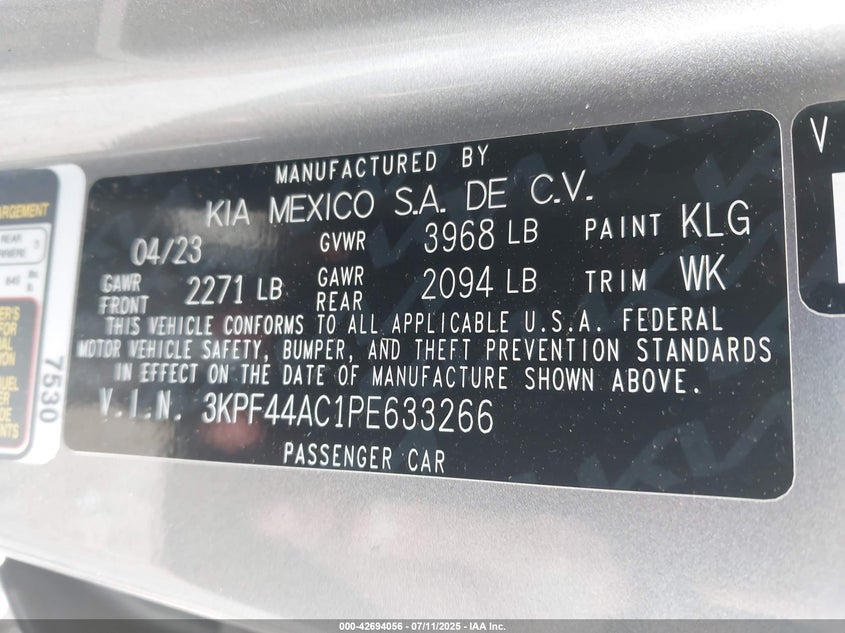 MANUFACTURED BY
KIA MEXICO S.A. DE C.V.
04/23 GVWR 3968 LB PAINT KLG
GAWR FRONT 2271 LB GAWR REAR 2094 LB TRIM WK
THIS VEHICLE CONFORMS TO ALL APPLICABLE U.S.A. FEDERAL
MOTOR VEHICLE SAFETY, BUMPER, AND THEFT PREVENTION STANDARDS
IN EFFECT ON THE DATE OF MANUFACTURE SHOWN ABOVE.
V.I.N. 3KPF44AC1PE633266
PASSENGER CAR
7530
REAR
V
000-42694056 - 07/11/2025 - IAA Inc.